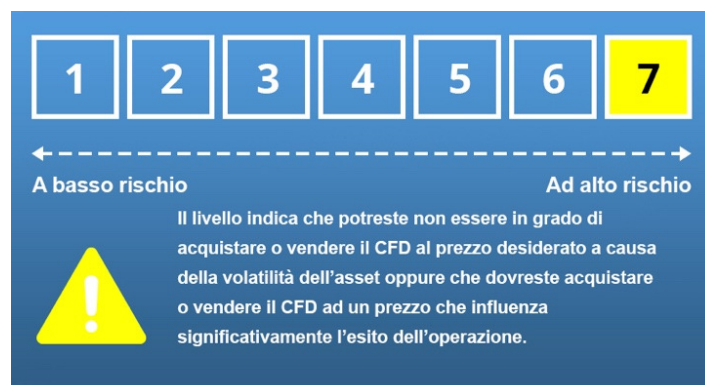 1 2 3 4 5 6 7
A basso rischio Ad alto rischio
Il livello indica che potreste non essere in grado di
acquistare o vendere il CFD al prezzo desiderato a causa
della volatilità dell'asset oppure che dovreste acquistare
o vendere il CFD ad un prezzo che influenza
significativamente l'esito dell'operazione.